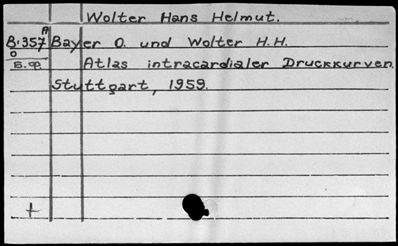 Wolter Hans Helmut.
B.357 A Bayer O. und Wolter H.H.
Atlas intracardialer Druckkurven.
Stuttgart, 1959.